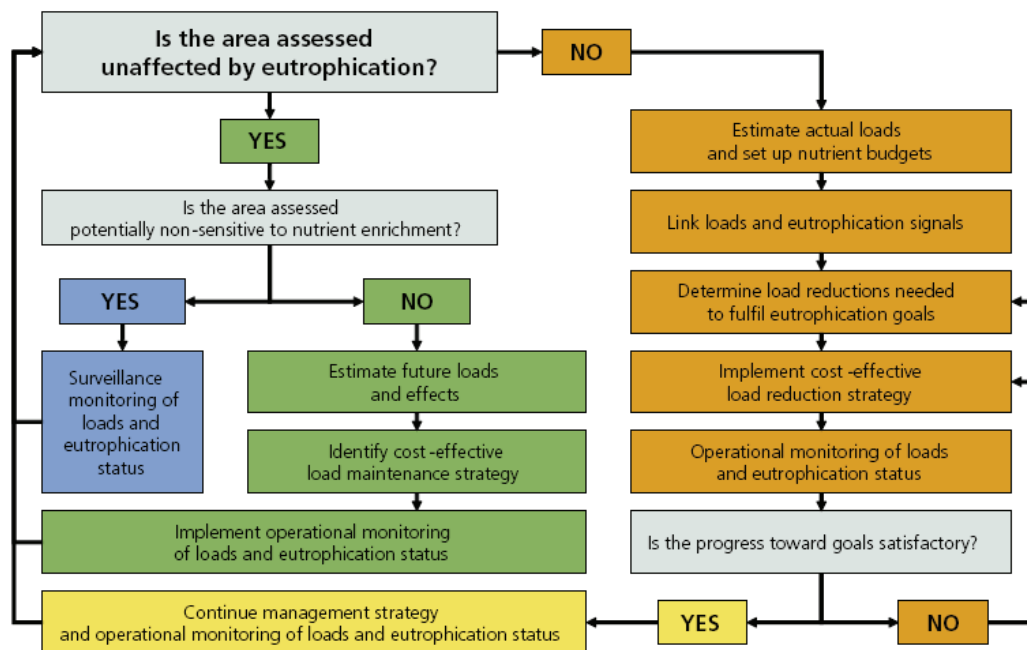 Is the area assessed
unaffected by eutrophication?
NO
YES
Estimate actual loads
and set up nutrient budgets
Is the area assessed
potentially non-sensitive to nutrient enrichment?
Link loads and eutrophication signals
YES
NO
Determine load reductions needed
to fulfil eutrophication goals
Surveillance
monitoring of
loads and
eutrophication
status
Estimate future loads
and effects
Implement cost-effective
load reduction strategy
Identify cost-effective
load maintenance strategy
Operational monitoring of loads
and eutrophication status
Implement operational monitoring
of loads and eutrophication status
Is the progress toward goals satisfactory?
Continue management strategy
and operational monitoring of loads and eutrophication status
YES
NO